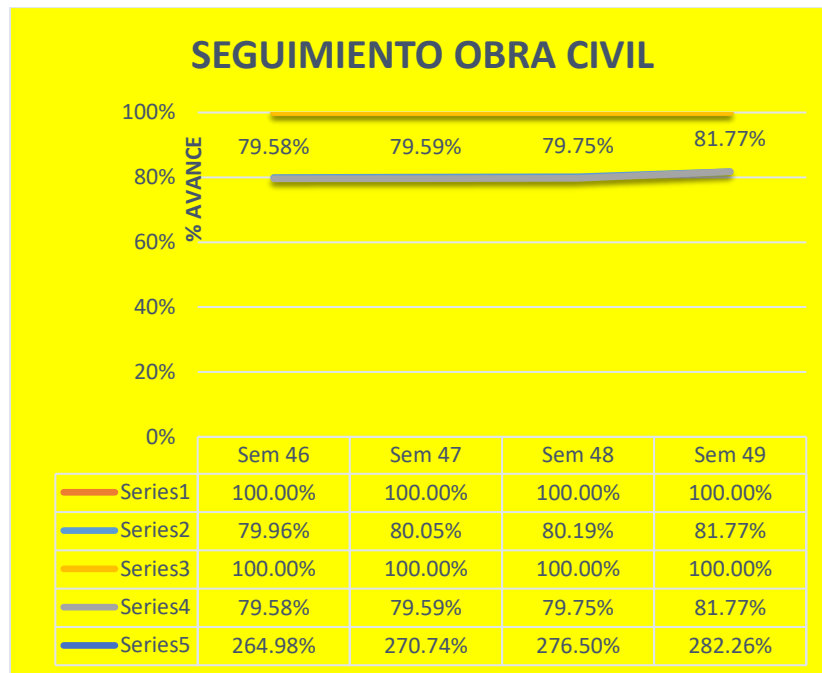 SEGUIMIENTO OBRA CIVIL
% AVANCE
100%
80%
60%
40%
20%
0%
79.58% 79.59% 79.75% 81.77%
Sem 46 Sem 47 Sem 48 Sem 49
Series1 100.00% 100.00% 100.00% 100.00%
Series2 79.96% 80.05% 80.19% 81.77%
Series3 100.00% 100.00% 100.00% 100.00%
Series4 79.58% 79.59% 79.75% 81.77%
Series5 264.98% 270.74% 276.50% 282.26%